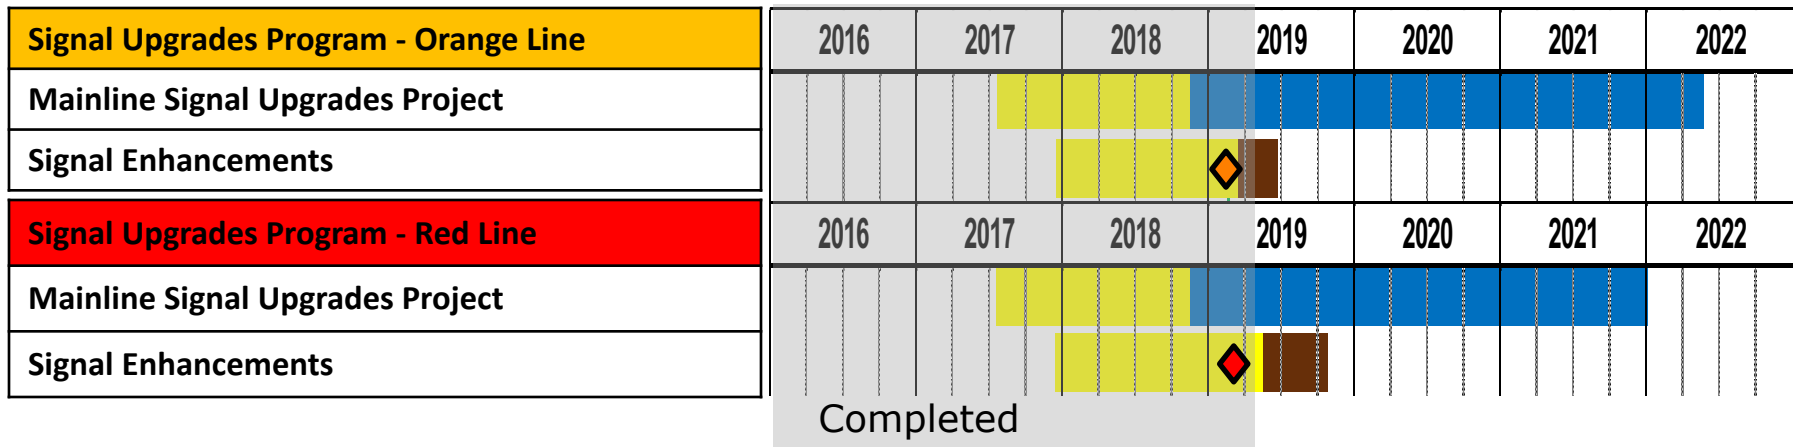 Signal Upgrades Program - Orange Line 2016 2017 2018 2019 2020 2021 2022
Mainline Signal Upgrades Project
Signal Enhancements
Signal Upgrades Program - Red Line 2016 2017 2018 2019 2020 2021 2022
Mainline Signal Upgrades Project
Signal Enhancements
Completed